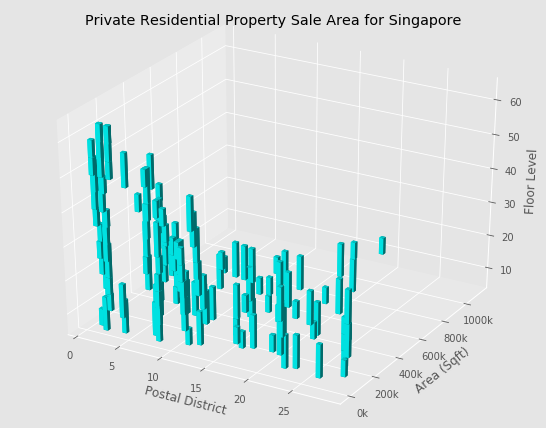 Private Residential Property Sale Area for Singapore
60
50
40
30
20
10
Floor Level
0
5
10
15
20
25
Postal District
0k
200k
400k
600k
800k
1000k
Area (Sqft)